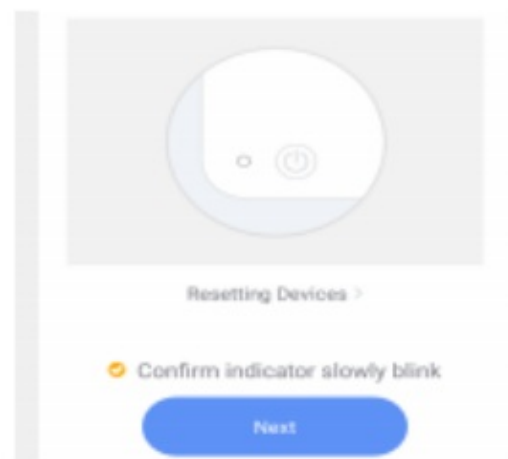 Resetting Devices >
Confirm indicator slowly blink
Next